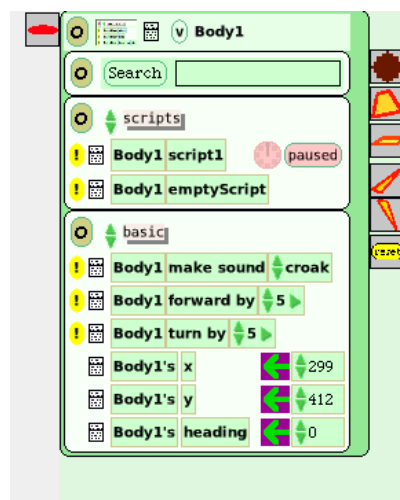 v Body1
Search
scripts
! Body1 script1 paused
! Body1 emptyScript
basic
! Body1 make sound croak
! Body1 forward by 5
! Body1 turn by 5
reset
Body1's x 299
Body1's y 412
Body1's heading 0